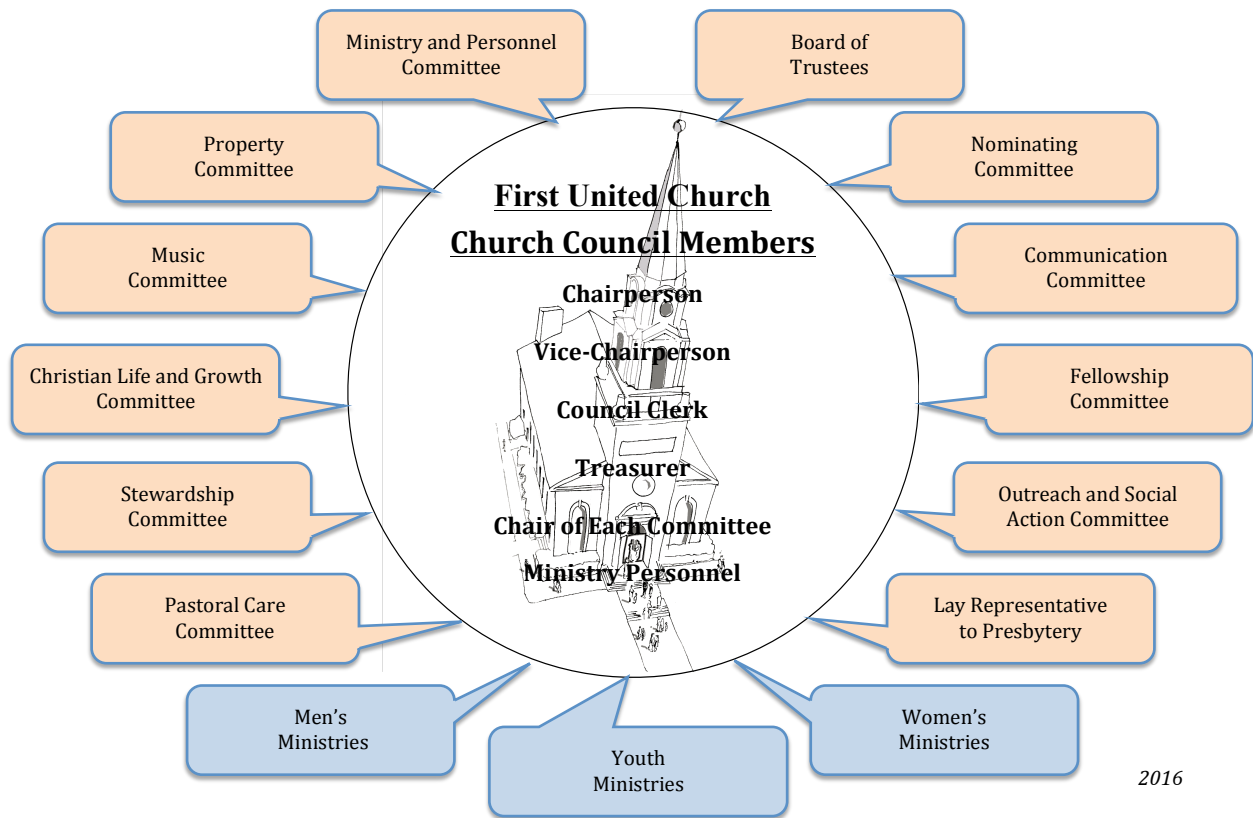 Ministry and Personnel
Committee
Board of
Trustees
Property
Committee
Nominating
Committee
First United Church
Church Council Members
Music
Committee
Communication
Committee
Chairperson
Vice-Chairperson
Christian Life and Growth
Committee
Fellowship
Committee
Council Clerk
Treasurer
Stewardship
Committee
Outreach and Social
Action Committee
Chair of Each Committee
Ministry Personnel
Pastoral Care
Committee
Lay Representative
to Presbytery
Men’s
Ministries
Women’s
Ministries
Youth
Ministries
2016